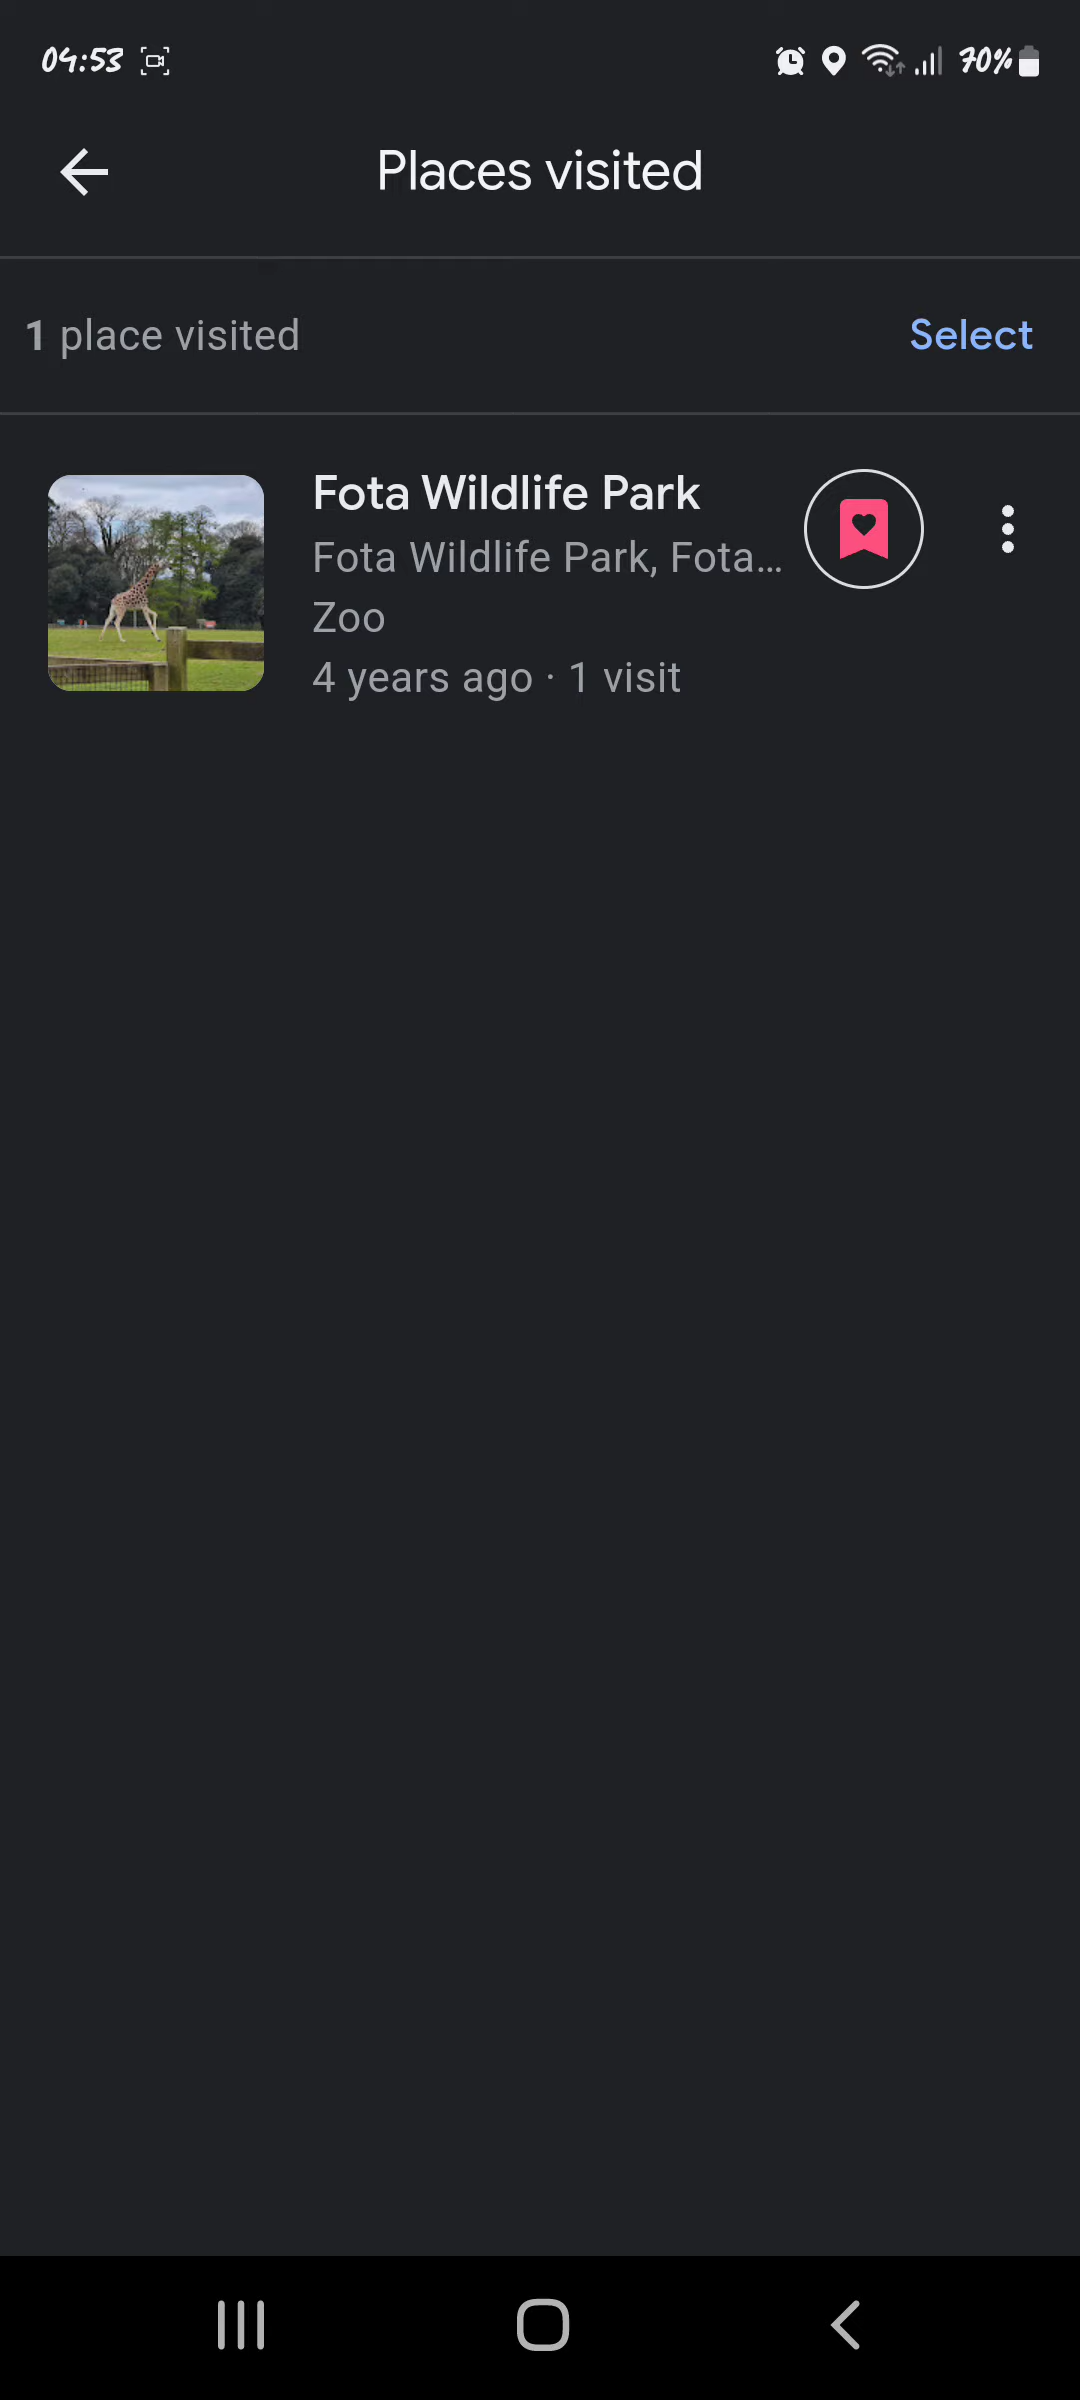 04:53
70%
Places visited
1 place visited
Select
Fota Wildlife Park
Fota Wildlife Park, Fota...
Zoo
4 years ago · 1 visit